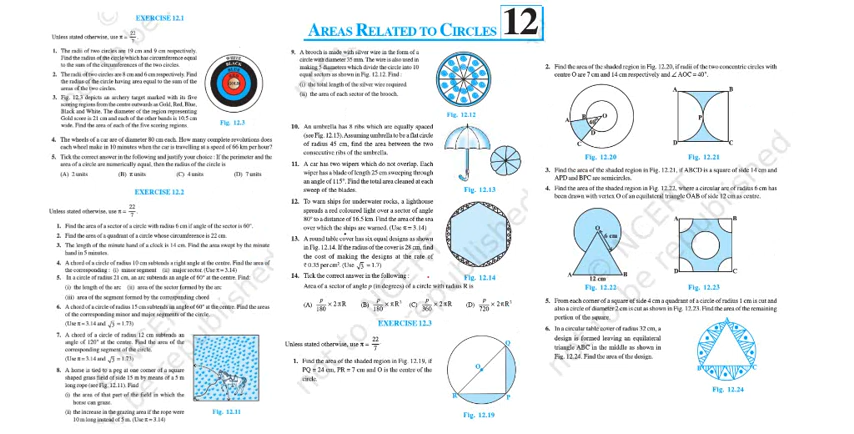 EXERCISE 12.1
Unless stated otherwise, use π = 22/7
1. The radii of two circles are 19 cm and 9 cm respectively.
Find the radius of the circle which has circumference equal
to the sum of the circumferences of the two circles.
2. The radii of two circles are 8 cm and 6 cm respectively. Find
the radius of the circle having area equal to the sum of the
areas of the two circles.
3. Fig. 12.3 depicts an archery target marked with its five
scoring regions from the centre outwards as Gold, Red, Blue,
Black and White. The diameter of the region representing
Gold score is 21 cm and each of the other bands is 10.5 cm
wide. Find the area of each of the five scoring regions.
WHITE
BLACK
Fig. 12.3
4. The wheels of a car are of diameter 80 cm each. How many complete revolutions does
each wheel make in 10 minutes when the car is travelling at a speed of 66 km per hour?
5. Tick the correct answer in the following and justify your choice : If the perimeter and the
area of a circle are numerically equal, then the radius of the circle is
(A) 2 units (B) π units (C) 4 units (D) 7 units
EXERCISE 12.2
Unless stated otherwise, use π = 22/7
1. Find the area of a sector of a circle with radius 6 cm if angle of the sector is 60°.
2. Find the area of a quadrant of a circle whose circumference is 22 cm.
3. The length of the minute hand of a clock is 14 cm. Find the area swept by the minute
hand in 5 minutes.
4. A chord of a circle of radius 10 cm subtends a right angle at the centre. Find the area of
the corresponding : (i) minor segment (ii) major sector. (Use π = 3.14)
5. In a circle of radius 21 cm, an arc subtends an angle of 60° at the centre. Find:
(i) the length of the arc (ii) area of the sector formed by the arc
(iii) area of the segment formed by the corresponding chord
6. A chord of a circle of radius 15 cm subtends an angle of 60° at the centre. Find the areas
of the corresponding minor and major segments of the circle.
(Use π = 3.14 and √3 = 1.73)
7. A chord of a circle of radius 12 cm subtends an
angle of 120° at the centre. Find the area of the
corresponding segment of the circle.
(Use π = 3.14 and √3 = 1.73)
8. A horse is tied to a peg at one corner of a square
shaped grass field of side 15 m by means of a 5 m
long rope (see Fig. 12.11). Find
(i) the area of that part of the field in which the
horse can graze.
(ii) the increase in the grazing area if the rope were
10 m long instead of 5 m. (Use π = 3.14)
Fig. 12.11
AREAS RELATED TO CIRCLES 12
9. A brooch is made with silver wire in the form of a
circle with diameter 35 mm. The wire is also used in
making 5 diameters which divide the circle into 10
equal sectors as shown in Fig. 12.12. Find :
(i) the total length of the silver wire required
(ii) the area of each sector of the brooch.
Fig. 12.12
10. An umbrella has 8 ribs which are equally spaced
(see Fig. 12.13). Assuming umbrella to be a flat circle
of radius 45 cm, find the area between the two
consecutive ribs of the umbrella.
11. A car has two wipers which do not overlap. Each
wiper has a blade of length 25 cm sweeping through
an angle of 115°. Find the total area cleaned at each
sweep of the blades.
Fig. 12.13
12. To warn ships for underwater rocks, a lighthouse
spreads a red coloured light over a sector of angle
80° to a distance of 16.5 km. Find the area of the sea
over which the ships are warned. (Use π = 3.14)
13. A round table cover has six equal designs as shown
in Fig. 12.14. If the radius of the cover is 28 cm, find
the cost of making the designs at the rate of
₹ 0.35 per cm². (Use √3 = 1.7)
Fig. 12.14
14. Tick the correct answer in the following :
Area of a sector of angle p (in degrees) of a circle with radius R is
(A) p/180 × 2πR (B) p/180 × πR² (C) p/360 × 2πR (D) p/720 × 2πR²
EXERCISE 12.3
Unless stated otherwise, use π = 22/7
1. Find the area of the shaded region in Fig. 12.19, if
PQ = 24 cm, PR = 7 cm and O is the centre of the
circle.
Q
O
R P
Fig. 12.19
2. Find the area of the shaded region in Fig. 12.20, if radii of the two concentric circles with
centre O are 7 cm and 14 cm respectively and ∠ AOC = 40°.
A B O
40°
D
C
Fig. 12.20
A B
P
D C
Fig. 12.21
3. Find the area of the shaded region in Fig. 12.21, if ABCD is a square of side 14 cm and
APD and BPC are semicircles.
4. Find the area of the shaded region in Fig. 12.22, where a circular arc of radius 6 cm has
been drawn with vertex O of an equilateral triangle OAB of side 12 cm as centre.
O
6 cm
A B
12 cm
Fig. 12.22
A B
D C
Fig. 12.23
5. From each corner of a square of side 4 cm a quadrant of a circle of radius 1 cm is cut and
also a circle of diameter 2 cm is cut as shown in Fig. 12.23. Find the area of the remaining
portion of the square.
6. In a circular table cover of radius 32 cm, a
design is formed leaving an equilateral
triangle ABC in the middle as shown in
Fig. 12.24. Find the area of the design.
A
B C
Fig. 12.24